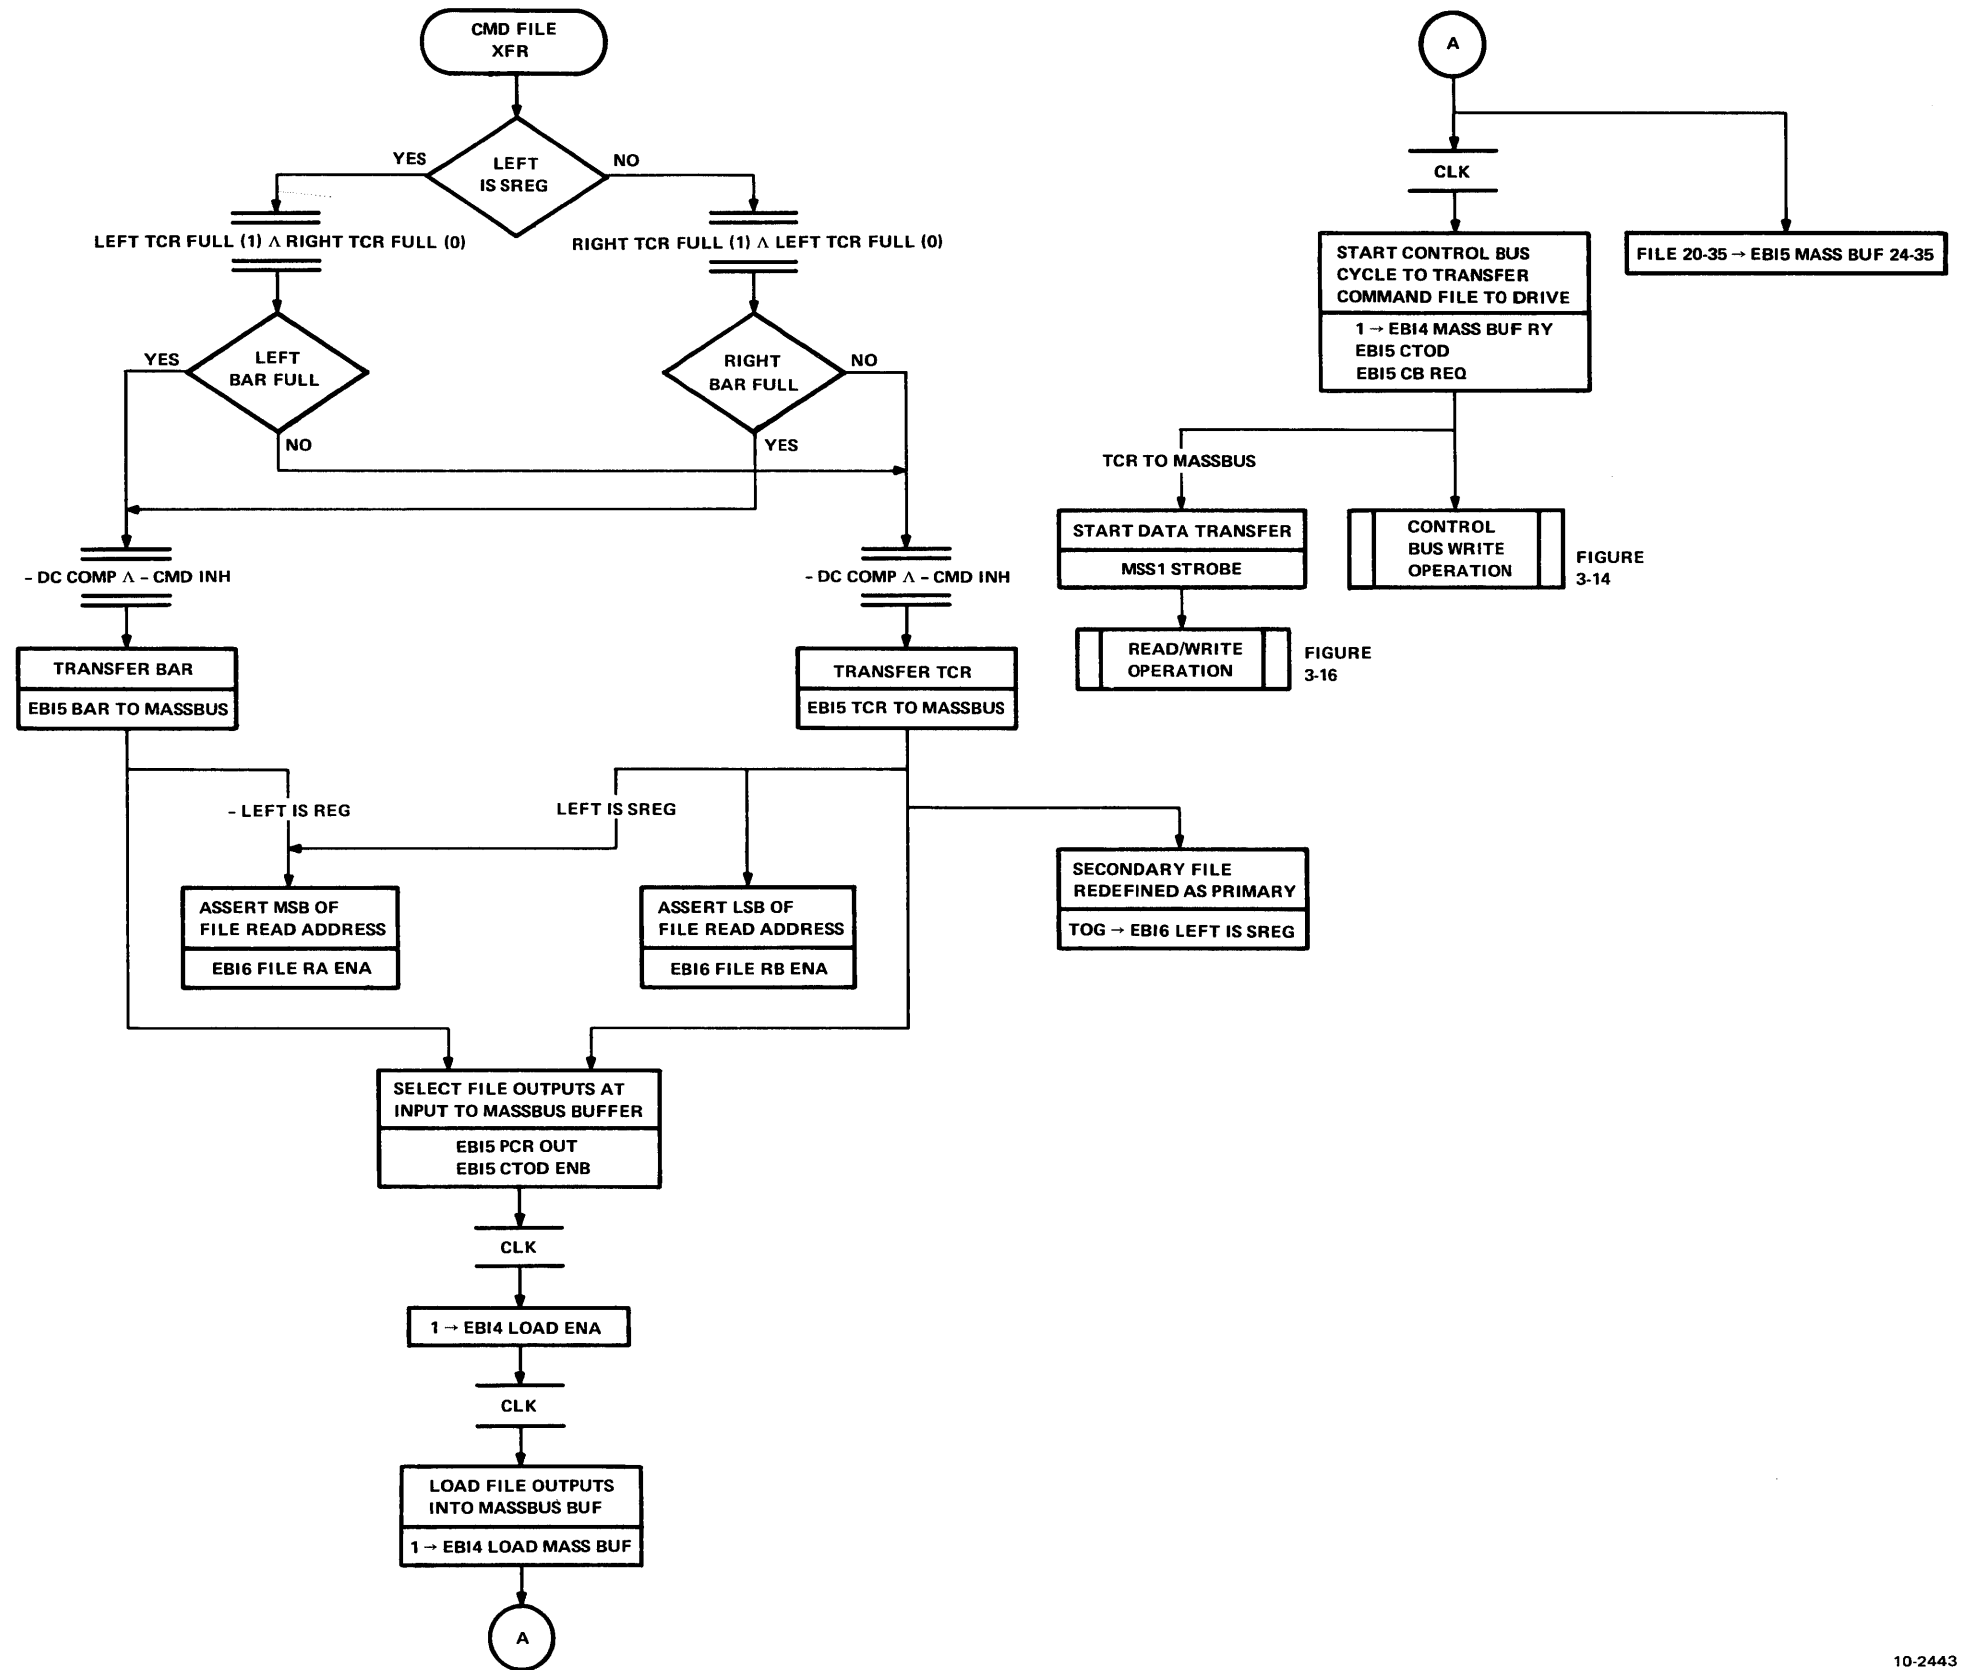 CMD FILE
XFR
LEFT
IS SREG
YES
NO
LEFT TCR FULL (1) Λ RIGHT TCR FULL (0)
RIGHT TCR FULL (1) Λ LEFT TCR FULL (0)
LEFT
BAR FULL
YES
NO
RIGHT
BAR FULL
NO
YES
– DC COMP Λ – CMD INH
– DC COMP Λ – CMD INH
TRANSFER BAR
EBI5 BAR TO MASSBUS
TRANSFER TCR
EBI5 TCR TO MASSBUS
– LEFT IS REG
LEFT IS SREG
ASSERT MSB OF
FILE READ ADDRESS
EBI6 FILE RA ENA
ASSERT LSB OF
FILE READ ADDRESS
EBI6 FILE RB ENA
SECONDARY FILE
REDEFINED AS PRIMARY
TOG → EBI6 LEFT IS SREG
SELECT FILE OUTPUTS AT
INPUT TO MASSBUS BUFFER
EBI5 PCR OUT
EBI5 CTOD ENB
CLK
1 → EBI4 LOAD ENA
CLK
LOAD FILE OUTPUTS
INTO MASSBUS BUF
1 → EBI4 LOAD MASS BUF
A
A
CLK
START CONTROL BUS
CYCLE TO TRANSFER
COMMAND FILE TO DRIVE
1 → EBI4 MASS BUF RY
EBI5 CTOD
EBI5 CB REQ
FILE 20-35 → EBI5 MASS BUF 24-35
TCR TO MASSBUS
START DATA TRANSFER
MSS1 STROBE
READ/WRITE
OPERATION
FIGURE
3-16
CONTROL
BUS WRITE
OPERATION
FIGURE
3-14
10-2443